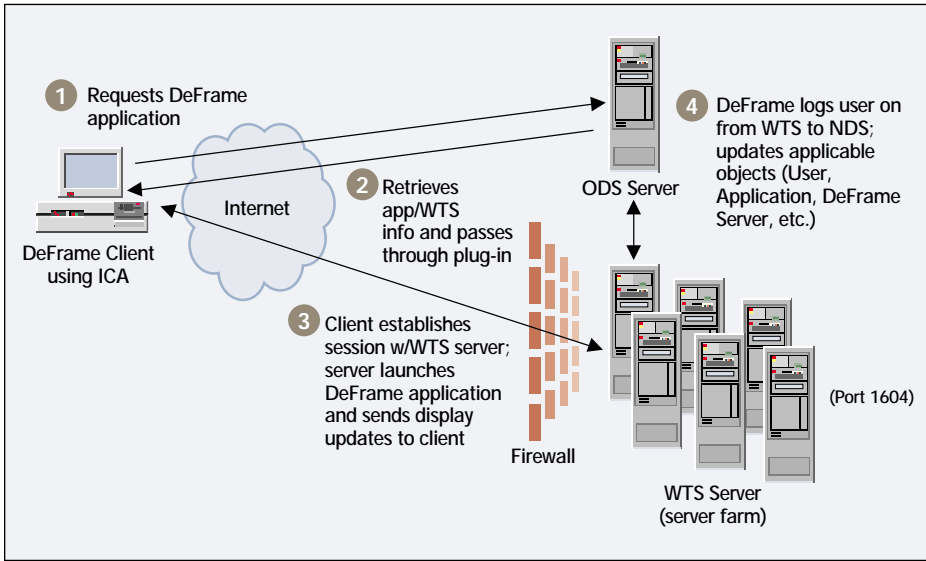 1
Requests DeFrame
application
4
DeFrame logs user on
from WTS to NDS;
updates applicable
objects (User,
Application, DeFrame
Server, etc.)
ODS Server
2
Retrieves
app/WTS
info and passes
through plug-in
Internet
DeFrame Client
using ICA
3
Client establishes
session w/WTS server;
server launches
DeFrame application
and sends display
updates to client
Firewall
(Port 1604)
WTS Server
(server farm)